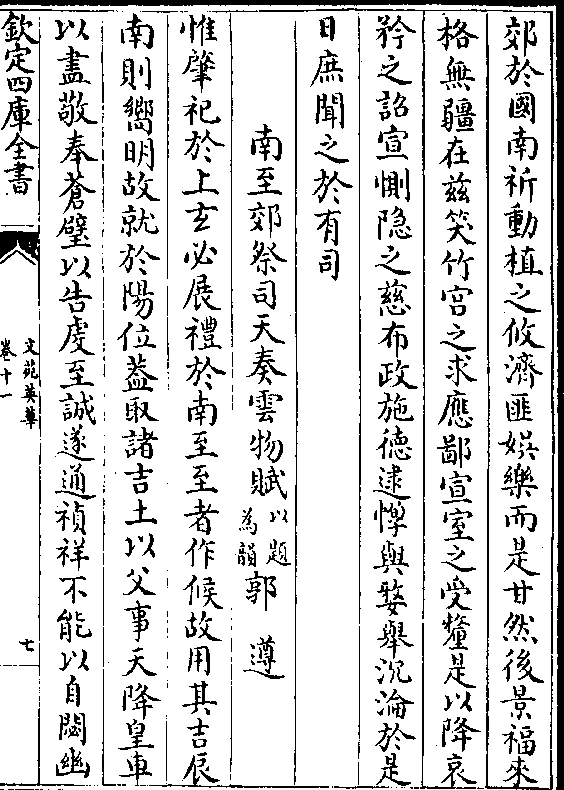 郊於國南祈動植之攸濟匪娯樂而是甘然後景福來
格無疆在兹笑竹宮之求應鄙宣室之受釐是以降哀
矜之詔宣惻隐之慈布政施德逮惸與嫠舉沉淪於是
日庶聞之於有司
南至郊祭司天奏雲物賦以題為韻郭遵
惟肇祀於上玄必展禮於南至至者作候故用其吉辰
南則嚮明故就於陽位葢取諸吉土以父事天降皇車
以盡敬奉蒼璧以告䖍至誠遂通禎祥不能以自閟幽
欽定四庫全書
文苑英華
卷十一
七